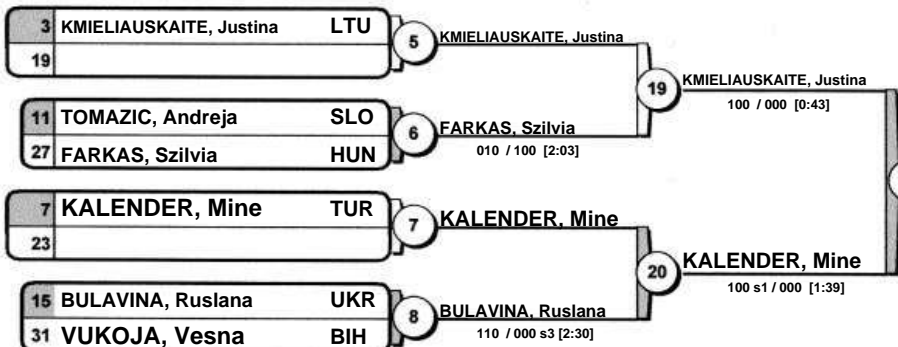 3 KMIELIAUSKAITE, Justina LTU
19
5 KMIELIAUSKAITE, Justina
19 KMIELIAUSKAITE, Justina
100 / 000 [0:43]
11 TOMAZIC, Andreja SLO
27 FARKAS, Szilvia HUN
6 FARKAS, Szilvia
010 / 100 [2:03]
7 KALENDER, Mine TUR
23
7 KALENDER, Mine
20 KALENDER, Mine
100 s1 / 000 [1:39]
15 BULAVINA, Ruslana UKR
31 VUKOJA, Vesna BIH
8 BULAVINA, Ruslana
110 / 000 s3 [2:30]